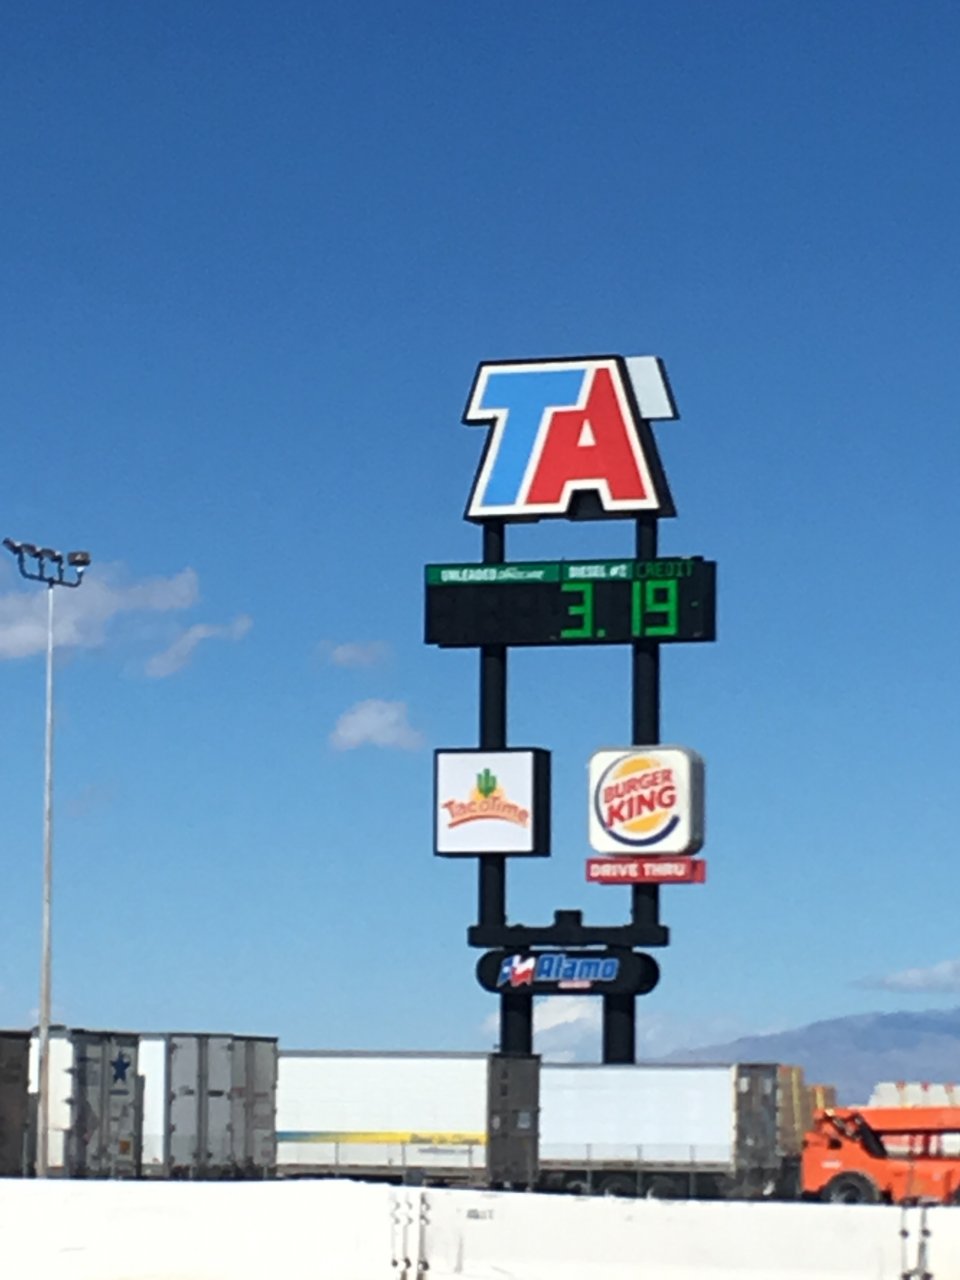 TA
UNLEADED DIESEL #2 CREDIT
3.19
TacoTime
BURGER
KING
DRIVE THRU
Alamo